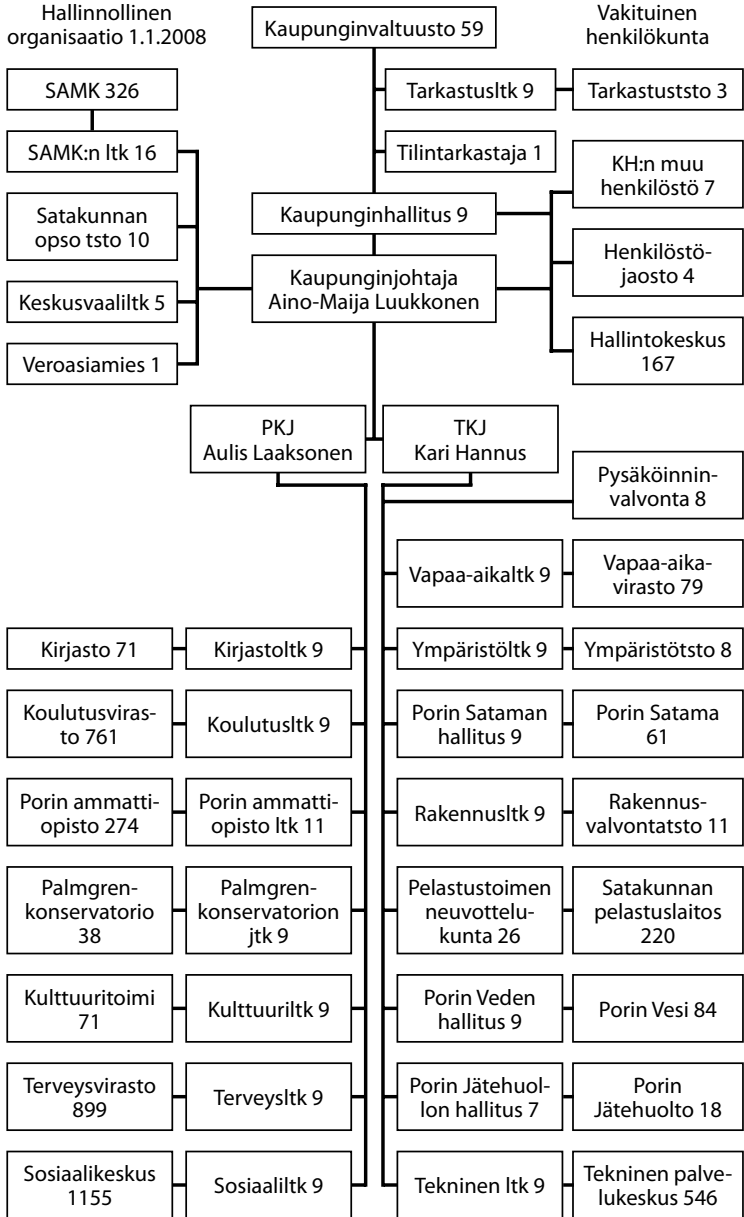 Hallinnollinen
organisaatio 1.1.2008
Kaupunginvaltuusto 59
Vakituinen
henkilökunta
SAMK 326
Tarkastusltk 9
Tarkastuststo 3
SAMK:n ltk 16
Tilintarkastaja 1
KH:n muu
henkilöstö 7
Satakunnan
opso tsto 10
Kaupunginhallitus 9
Henkilöstö-
jaosto 4
Keskusvaaliltk 5
Kaupunginjohtaja
Aino-Maija Luukkonen
Hallintokeskus
167
Veroasiamies 1
PKJ
Aulis Laaksonen
TKJ
Kari Hannus
Pysäköinnin-
valvonta 8
Vapaa-aikaltk 9
Vapaa-aika-
virasto 79
Kirjasto 71
Kirjastoltk 9
Ympäristöltk 9
Ympäristötsto 8
Koulutusviras-
to 761
Koulutusltk 9
Porin Sataman
hallitus 9
Porin Satama
61
Porin ammatti-
opisto 274
Porin ammatti-
opisto ltk 11
Rakennusltk 9
Rakennus-
valvontatsto 11
Palmgren-
konservatorio
38
Palmgren-
konservatorion
jtk 9
Pelastustoimen
neuvottelu-
kunta 26
Satakunnan
pelastuslaitos
220
Kulttuuritoimi
71
Kulttuuriltk 9
Porin Veden
hallitus 9
Porin Vesi 84
Terveysvirasto
899
Terveysltk 9
Porin Jätehuol-
lon hallitus 7
Porin
Jätehuolto 18
Sosiaalikeskus
1155
Sosiaaliltk 9
Tekninen ltk 9
Tekninen palve-
lukeskus 546